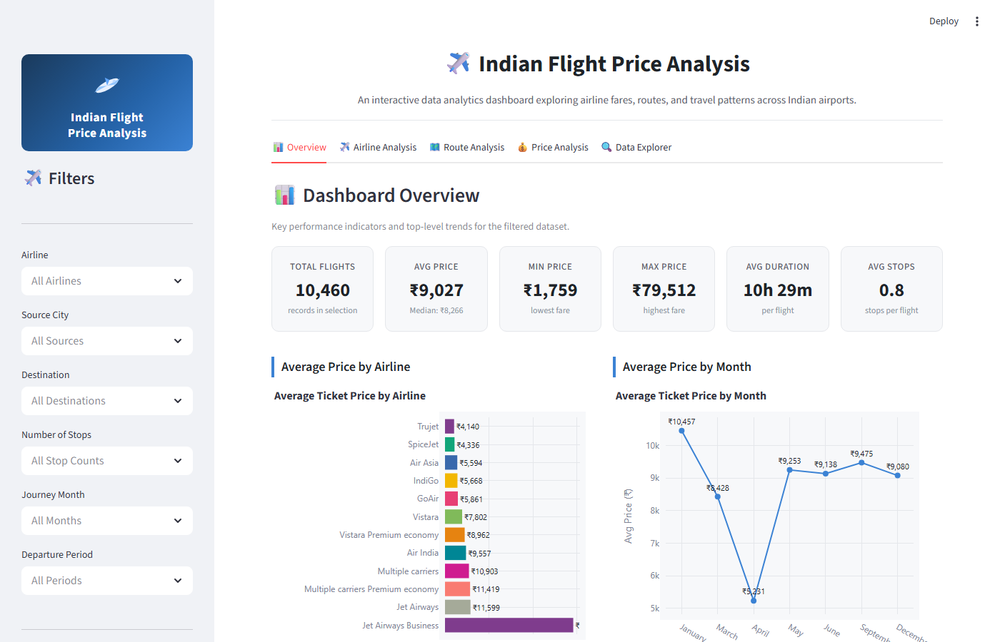 Deploy
Indian Flight
Price Analysis
Filters
Airline
All Airlines
Source City
All Sources
Destination
All Destinations
Number of Stops
All Stop Counts
Journey Month
All Months
Departure Period
All Periods
Indian Flight Price Analysis
An interactive data analytics dashboard exploring airline fares, routes, and travel patterns across Indian airports.
Overview Airline Analysis Route Analysis Price Analysis Data Explorer
Dashboard Overview
Key performance indicators and top-level trends for the filtered dataset.
TOTAL FLIGHTS
10,460
records in selection
AVG PRICE
₹9,027
Median: ₹8,266
MIN PRICE
₹1,759
lowest fare
MAX PRICE
₹79,512
highest fare
AVG DURATION
10h 29m
per flight
AVG STOPS
0.8
stops per flight
Average Price by Airline
Average Ticket Price by Airline
Trujet ₹4,140
SpiceJet ₹4,336
Air Asia ₹5,594
IndiGo ₹5,668
GoAir ₹5,861
Vistara ₹7,802
Vistara Premium economy ₹8,962
Air India ₹9,557
Multiple carriers ₹10,903
Multiple carriers Premium economy ₹11,419
Jet Airways ₹11,599
Jet Airways Business ₹
Average Price by Month
Average Ticket Price by Month
Avg Price (₹)
10k
9k
8k
7k
6k
5k
₹10,457
₹8,428
₹5,231
₹9,253
₹9,138
₹9,475
₹9,080
January
March
April
May
June